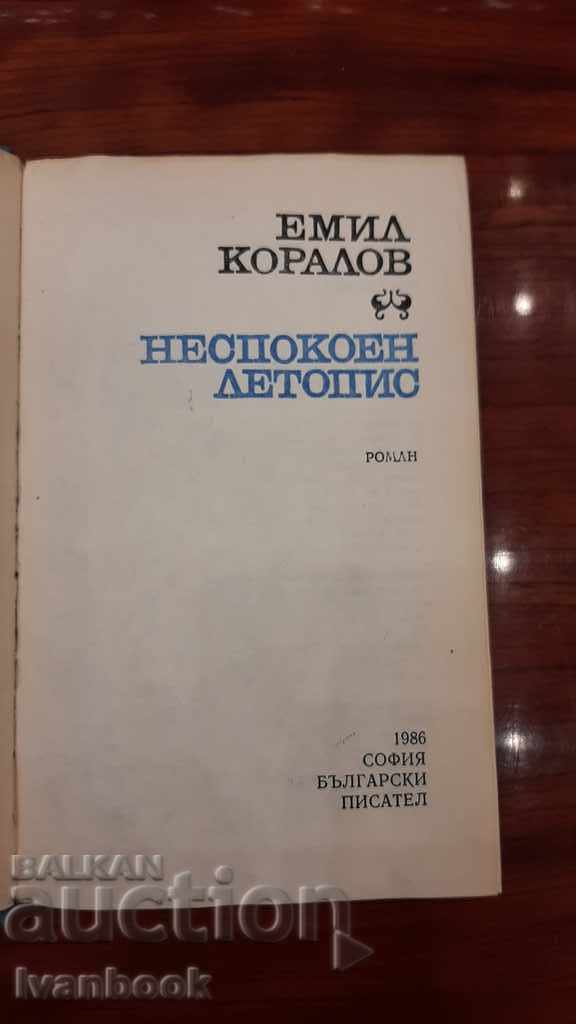 ЕМИЛ
КОРАЛОВ
НЕСПОКОЕН
ЛЕТОПИС
РОМАН
1986
СОФИЯ
БЪЛГАРСКИ
ПИСАТЕЛ
BALKAN
auction
Ivanbook